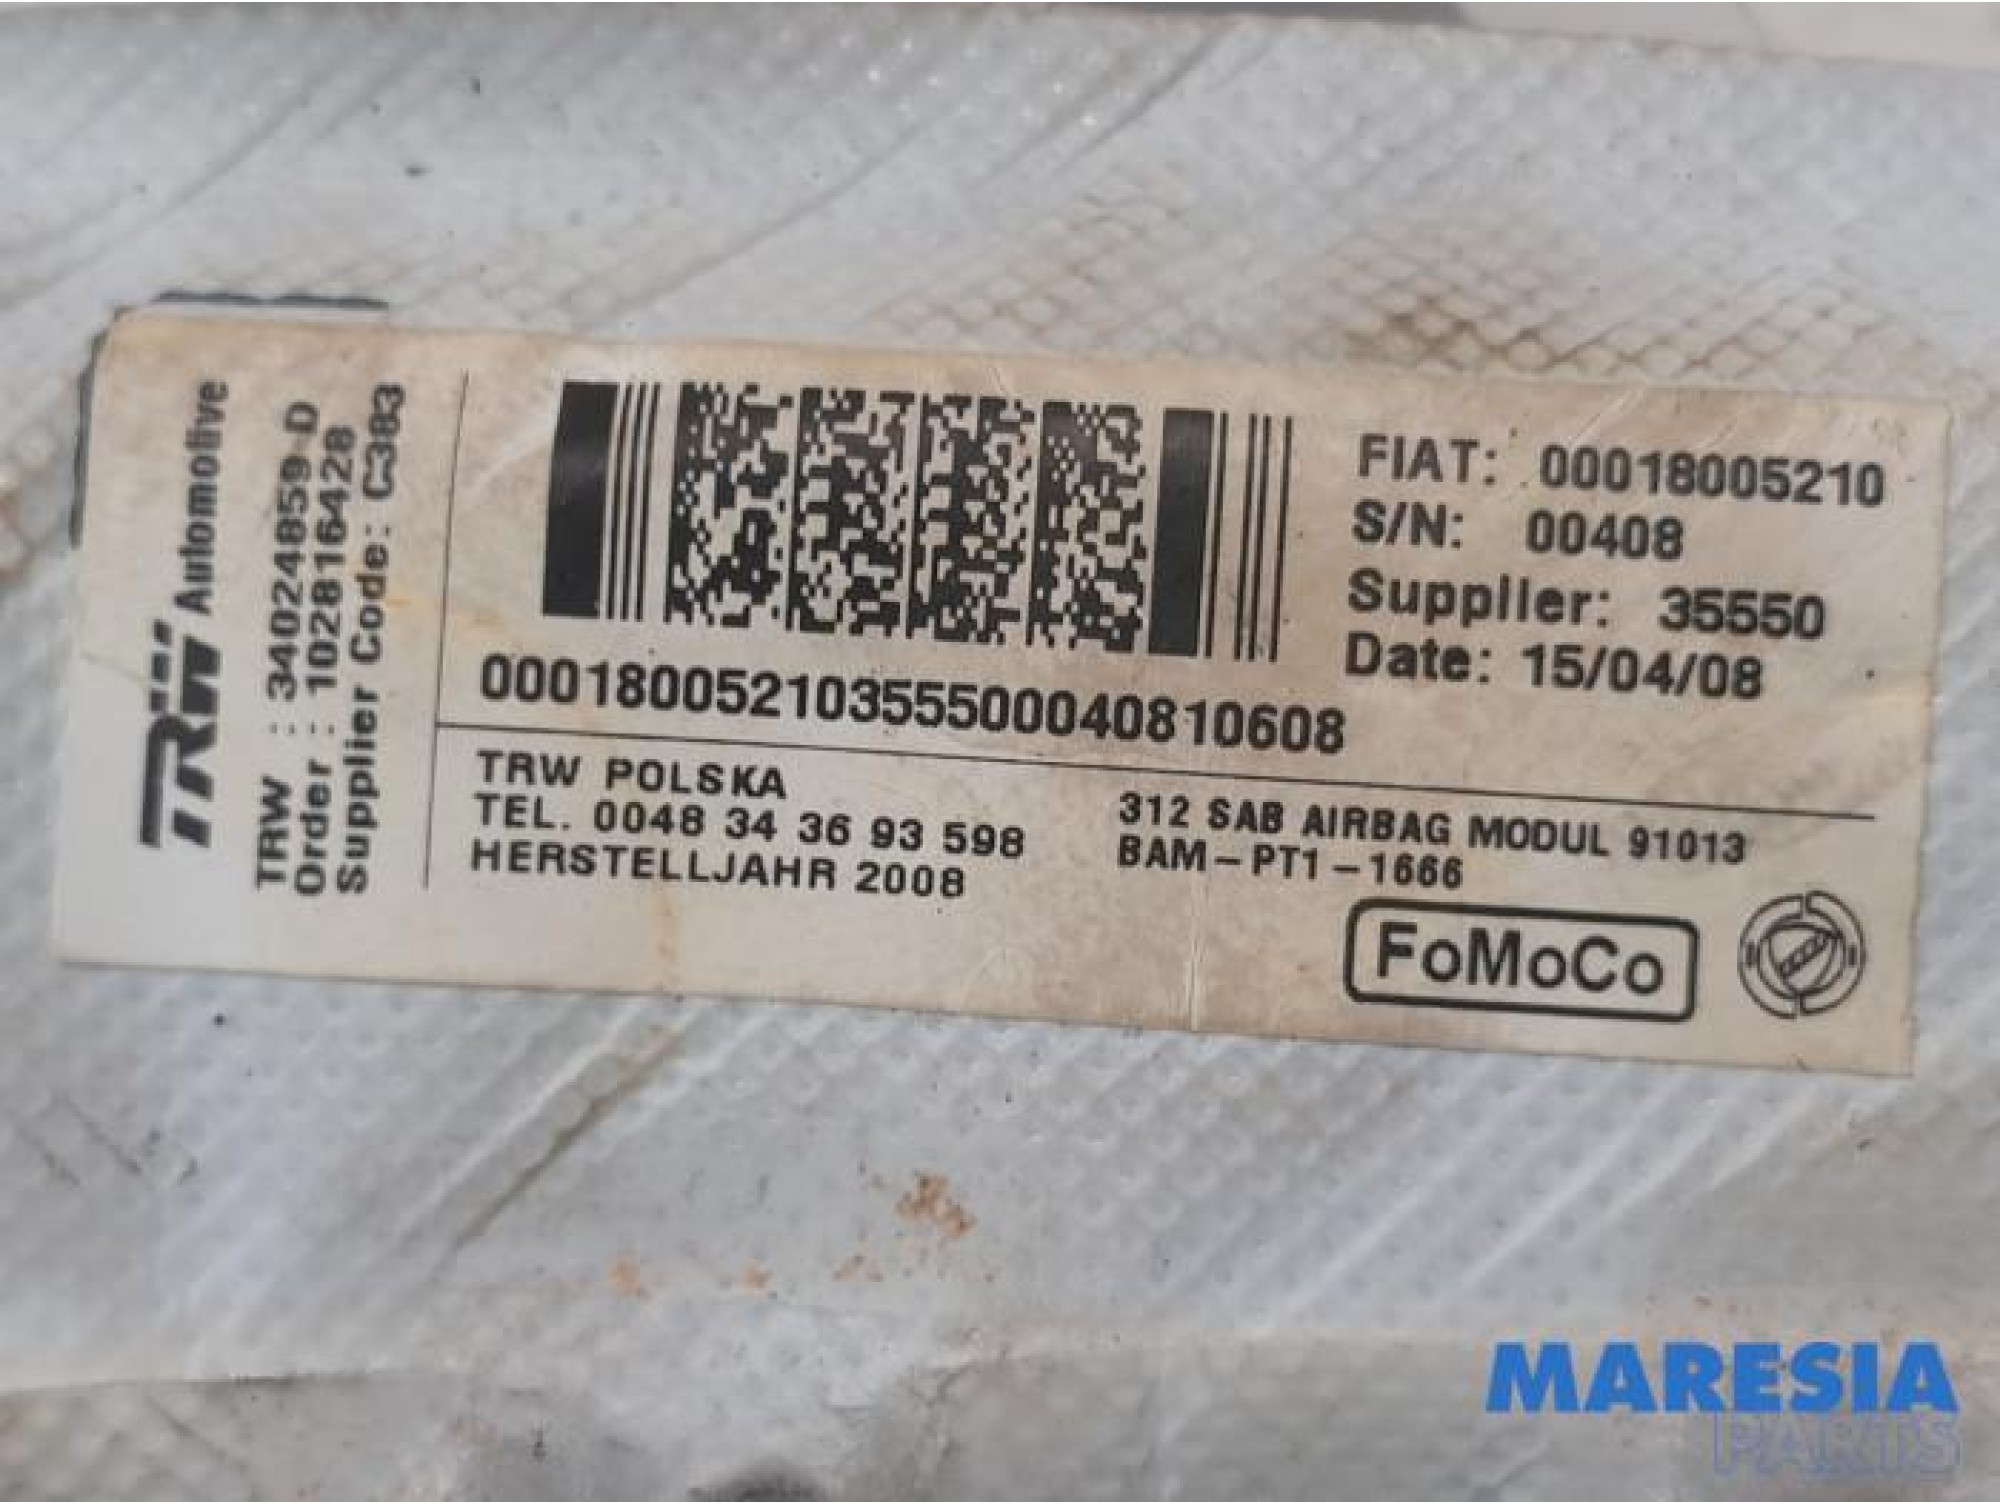 TRW Automotive
TRW : 34024859-D
Order : 102816428
Supplier Code: C383
FIAT: 00018005210
S/N: 00408
Supplier: 35550
Date: 15/04/08
000180052103555000040810608
TRW POLSKA
TEL. 0048 34 36 93 598
HERSTELLJAHR 2008
312 SAB AIRBAG MODUL 91013
BAM-PT1-1666
FoMoCo
MARESIA
PARTS